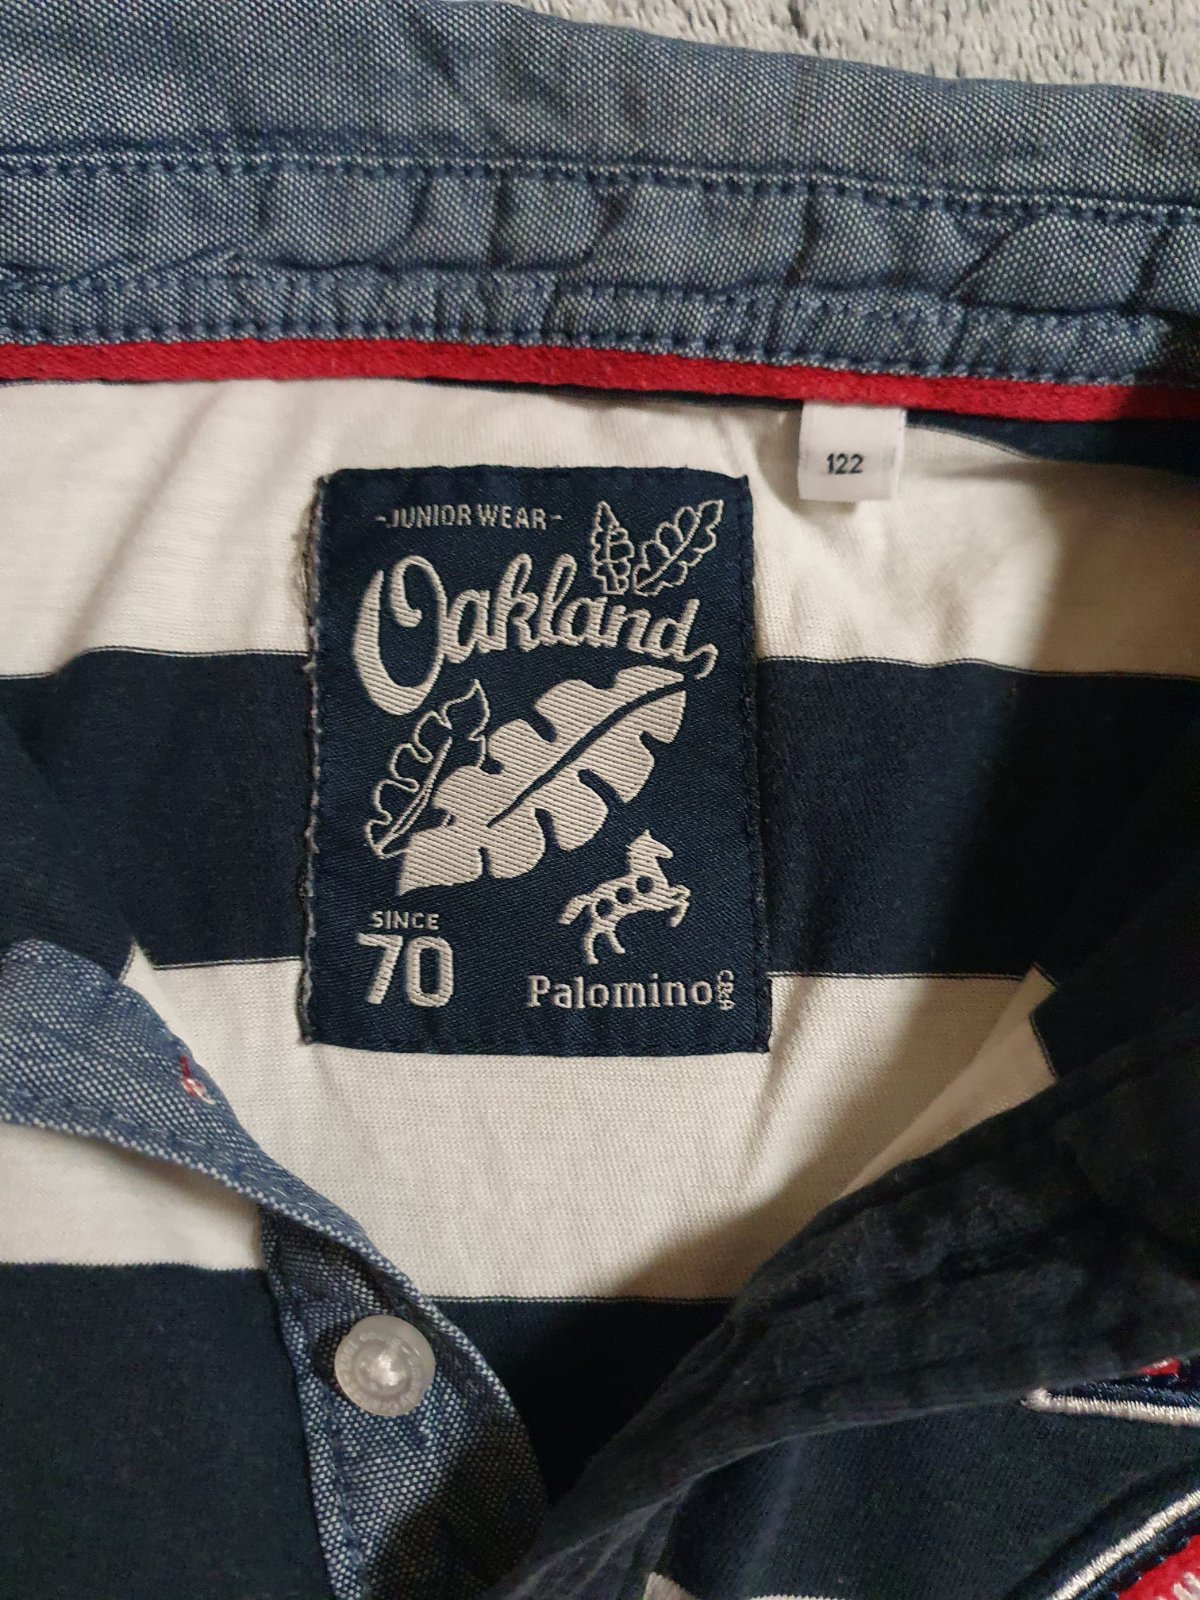 122
-JUNIOR WEAR-
Oakland
SINCE
70
Palomino C&A